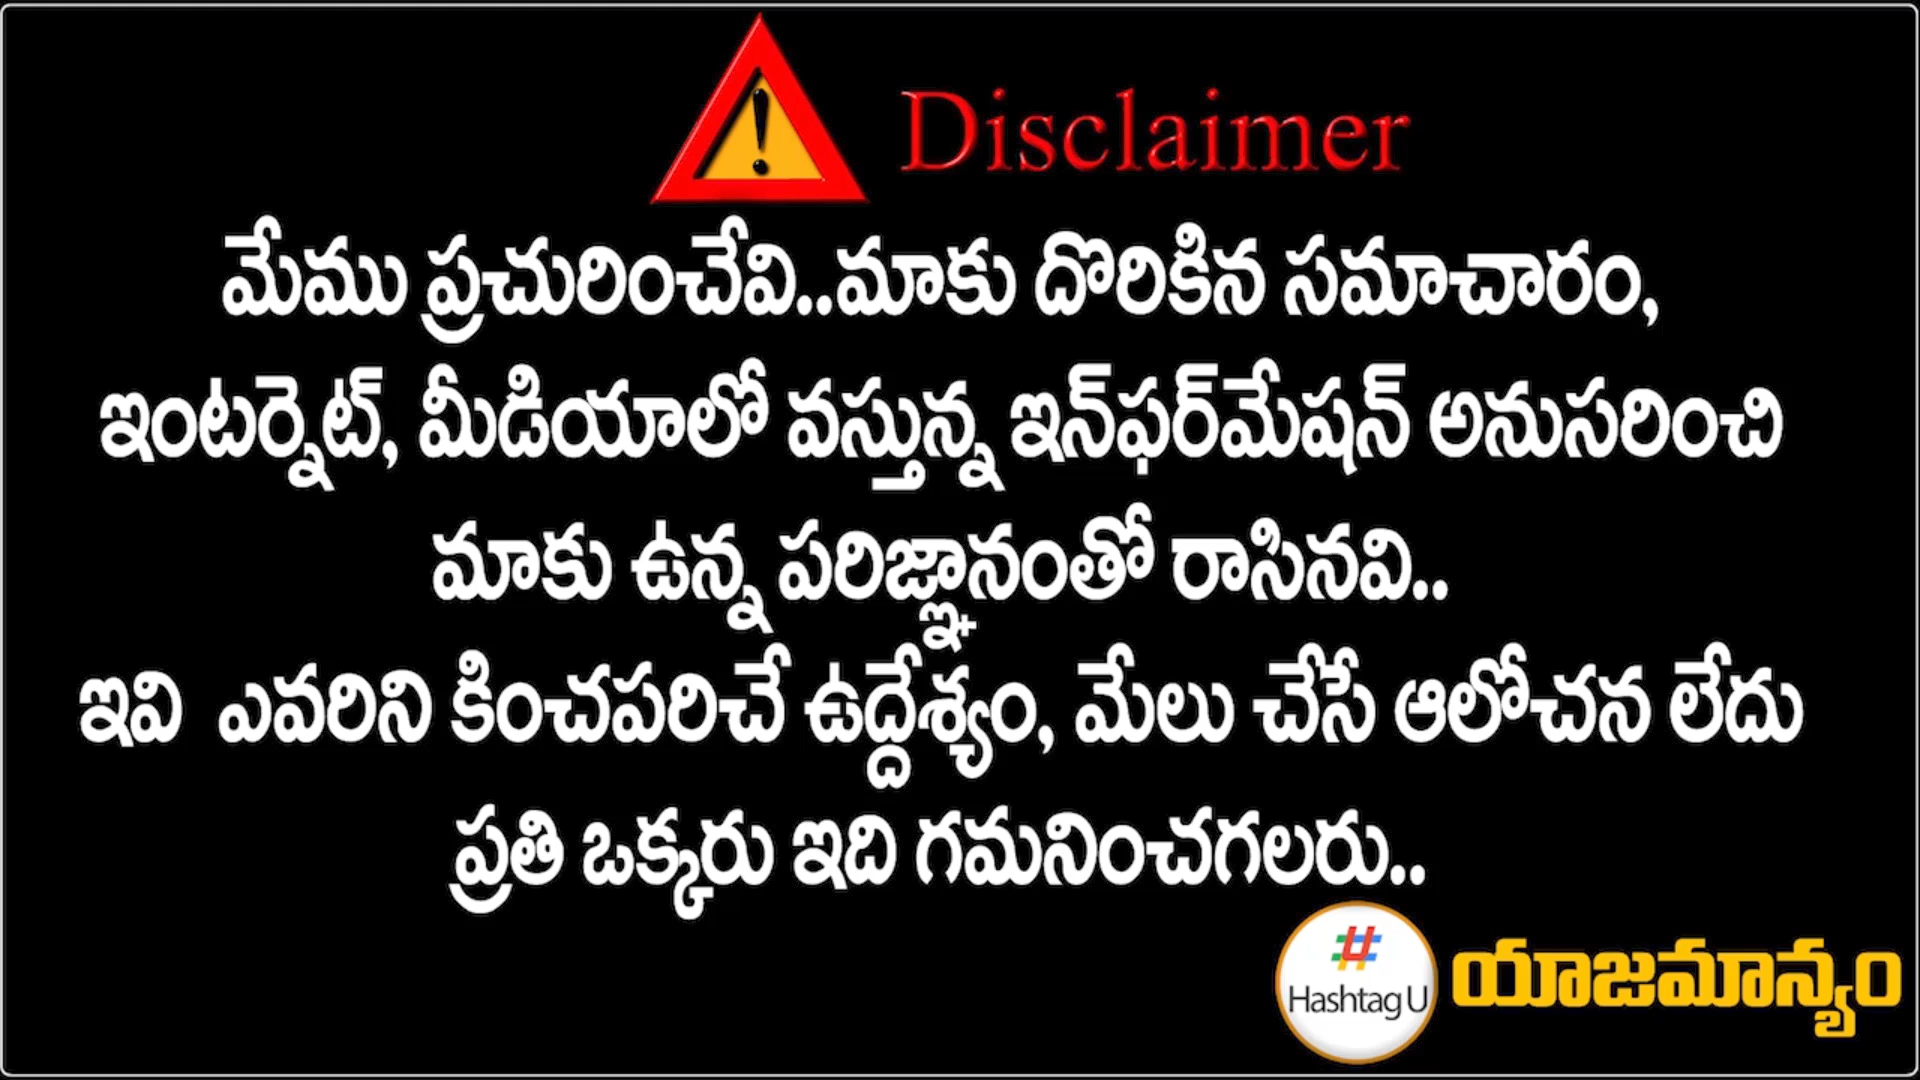 Disclaimer
మేము ప్రచురించేవి..మాకు దొరికిన సమాచారం,
ఇంటర్నెట్, మీడియాలో వస్తున్న ఇన్‌ఫర్‌మేషన్ అనుసరించి
మాకు ఉన్న పరిజ్ఞానంతో రాసినవి..
ఇవి ఎవరిని కించపరిచే ఉద్దేశ్యం, మేలు చేసే ఆలోచన లేదు
ప్రతి ఒక్కరు ఇది గమనించగలరు..
Hashtag U
యాజమాన్యం